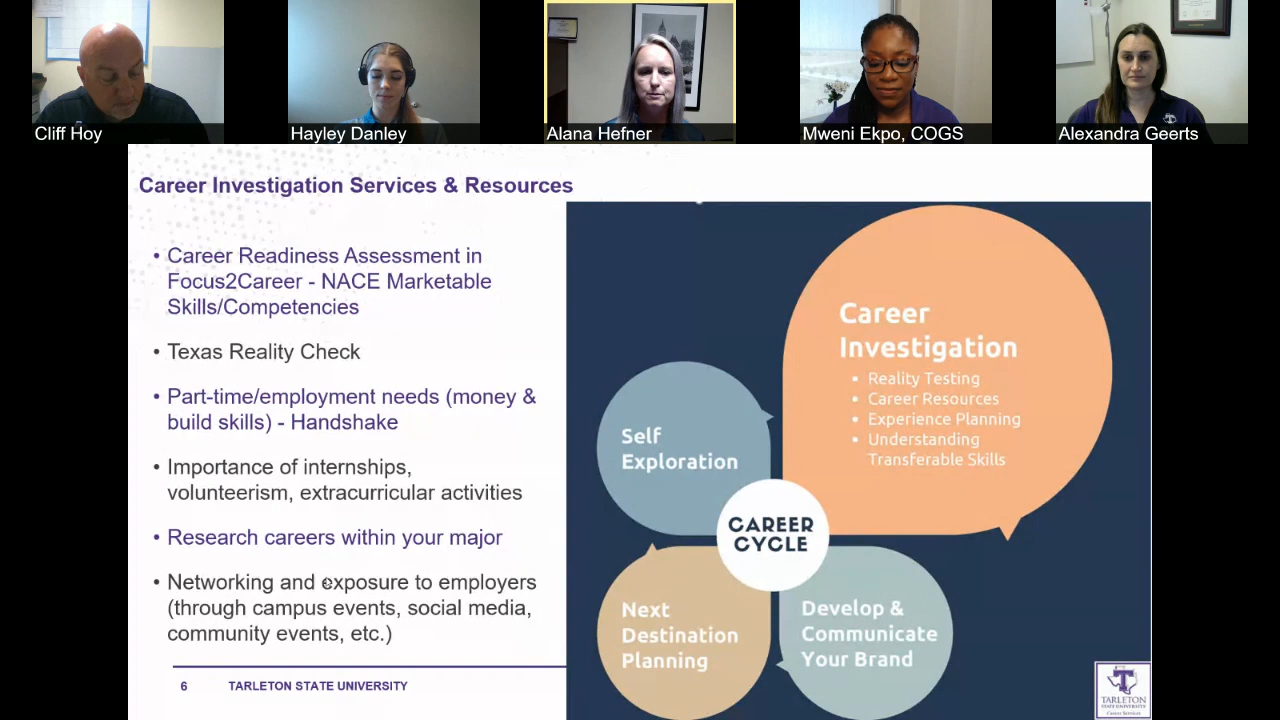 Cliff Hoy
Hayley Danley
Alana Hefner
Mweni Ekpo, COGS
Alexandra Geerts
Career Investigation Services & Resources
• Career Readiness Assessment in
Focus2Career - NACE Marketable
Skills/Competencies
• Texas Reality Check
• Part-time/employment needs (money &
build skills) - Handshake
• Importance of internships,
volunteerism, extracurricular activities
• Research careers within your major
• Networking and exposure to employers
(through campus events, social media,
community events, etc.)
6 TARLETON STATE UNIVERSITY
Career
Investigation
• Reality Testing
• Career Resources
• Experience Planning
• Understanding
Transferable Skills
Self
Exploration
CAREER
CYCLE
Next
Destination
Planning
Develop &
Communicate
Your Brand
T
TARLETON
STATE UNIVERSITY
Career Services